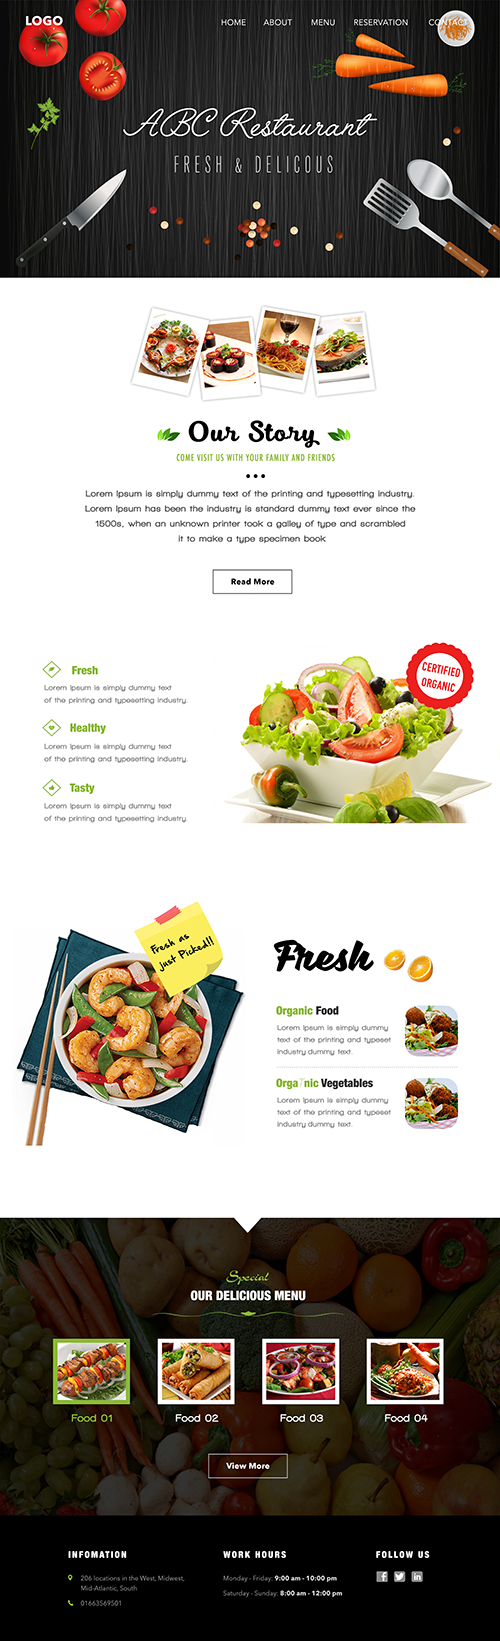 LOGO
HOME ABOUT MENU RESERVATION CONTACT
ABC Restaurant
FRESH & DELICOUS
Our Story
COME VISIT US WITH YOUR FAMILY AND FRIENDS
Lorem Ipsum is simply dummy text of the printing and typesetting industry.
Lorem Ipsum has been the industry is standard dummy text ever since the
1500s, when an unknown printer took a galley of type and scrambled
it to make a type specimen book
Read More
Fresh
Lorem Ipsum is simply dummy text
of the printing and typesetting industry.
Healthy
Lorem Ipsum is simply dummy text
of the printing and typesetting industry.
Tasty
Lorem Ipsum is simply dummy text
of the printing and typesetting industry.
CERTIFIED
ORGANIC
Fresh as
just Picked!!
Fresh
Organic Food
Lorem Ipsum is simply dummy
text of the printing and typeset
industry.dummy text.
Organic Vegetables
Lorem Ipsum is simply dummy
text of the printing and typeset
industry.dummy text.
Special
OUR DELICIOUS MENU
Food 01
Food 02
Food 03
Food 04
View More
INFOMATION
206 locations in the West, Midwest,
Mid-Atlantic, South
01663569501
WORK HOURS
Monday - Friday: 9:00 am - 10:00 pm
Saturday - Sunday: 8:00 am - 12:00 pm
FOLLOW US